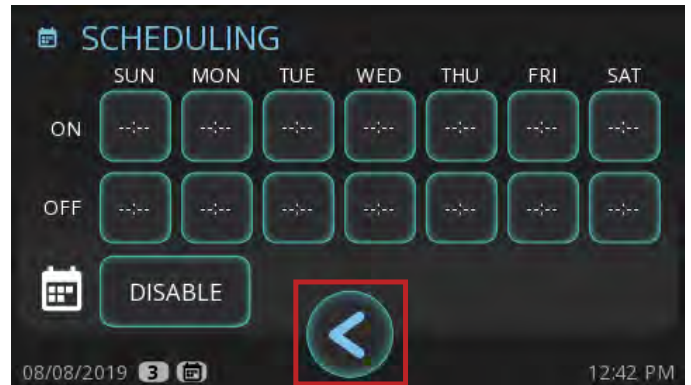 SCHEDULING
SUN MON TUE WED THU FRI SAT
ON --:-- --:-- --:-- --:-- --:-- --:-- --:--
OFF --:-- --:-- --:-- --:-- --:-- --:-- --:--
DISABLE
08/08/2019 3 12:42 PM